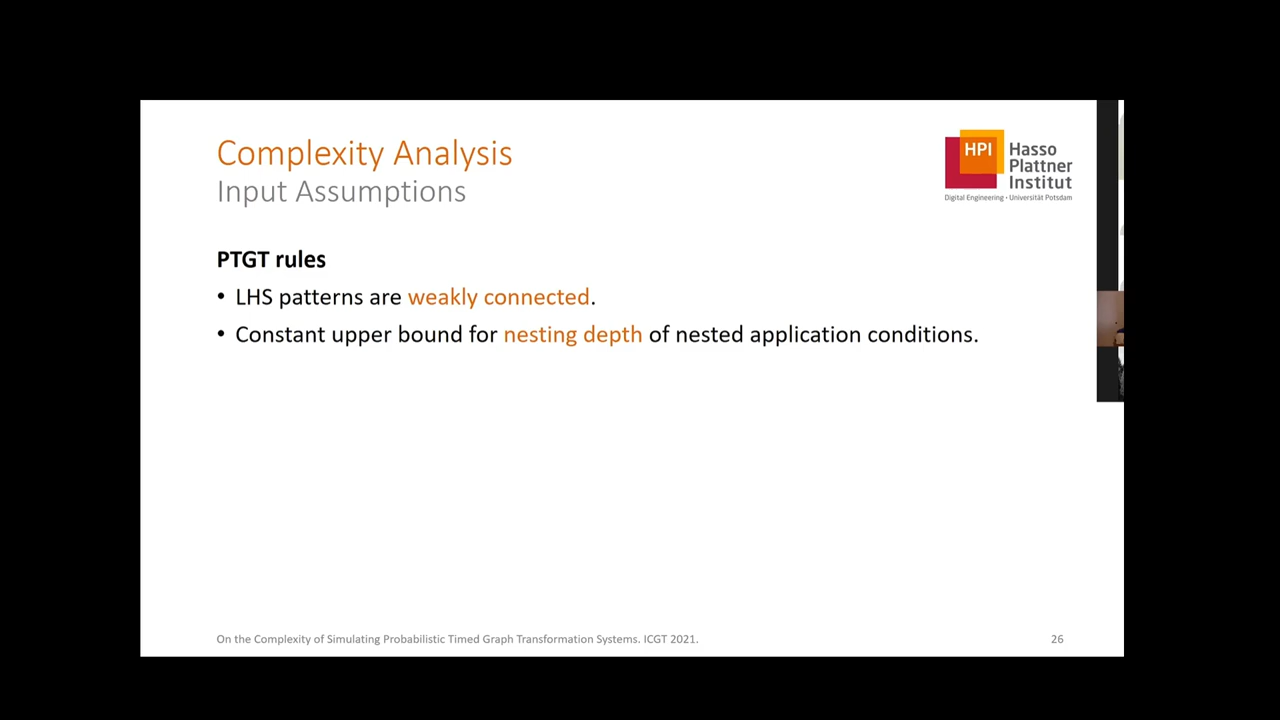 Complexity Analysis
Input Assumptions
HPI
Hasso
Plattner
Institut
Digital Engineering • Universität Potsdam
PTGT rules
• LHS patterns are weakly connected.
• Constant upper bound for nesting depth of nested application conditions.
On the Complexity of Simulating Probabilistic Timed Graph Transformation Systems. ICGT 2021.
26